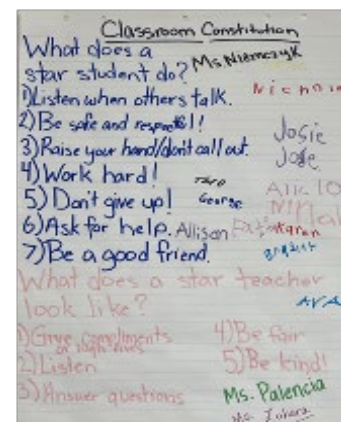 Classroom Constitution
What does a
star student do? Ms. Niemczyk
1) Listen when others talk.
2) Be safe and respectful!
3) Raise your hand/don't call out.
Josie
4) Work hard!
Jose
5) Don't give up!
George
6) Ask for help. Allison
Karen
7) Be a good friend.
What does a star teacher
look like?
AVA
1) Give compliments
or high fives
4) Be fair
2) Listen
5) Be kind!
3) Answer questions
Ms. Palencia